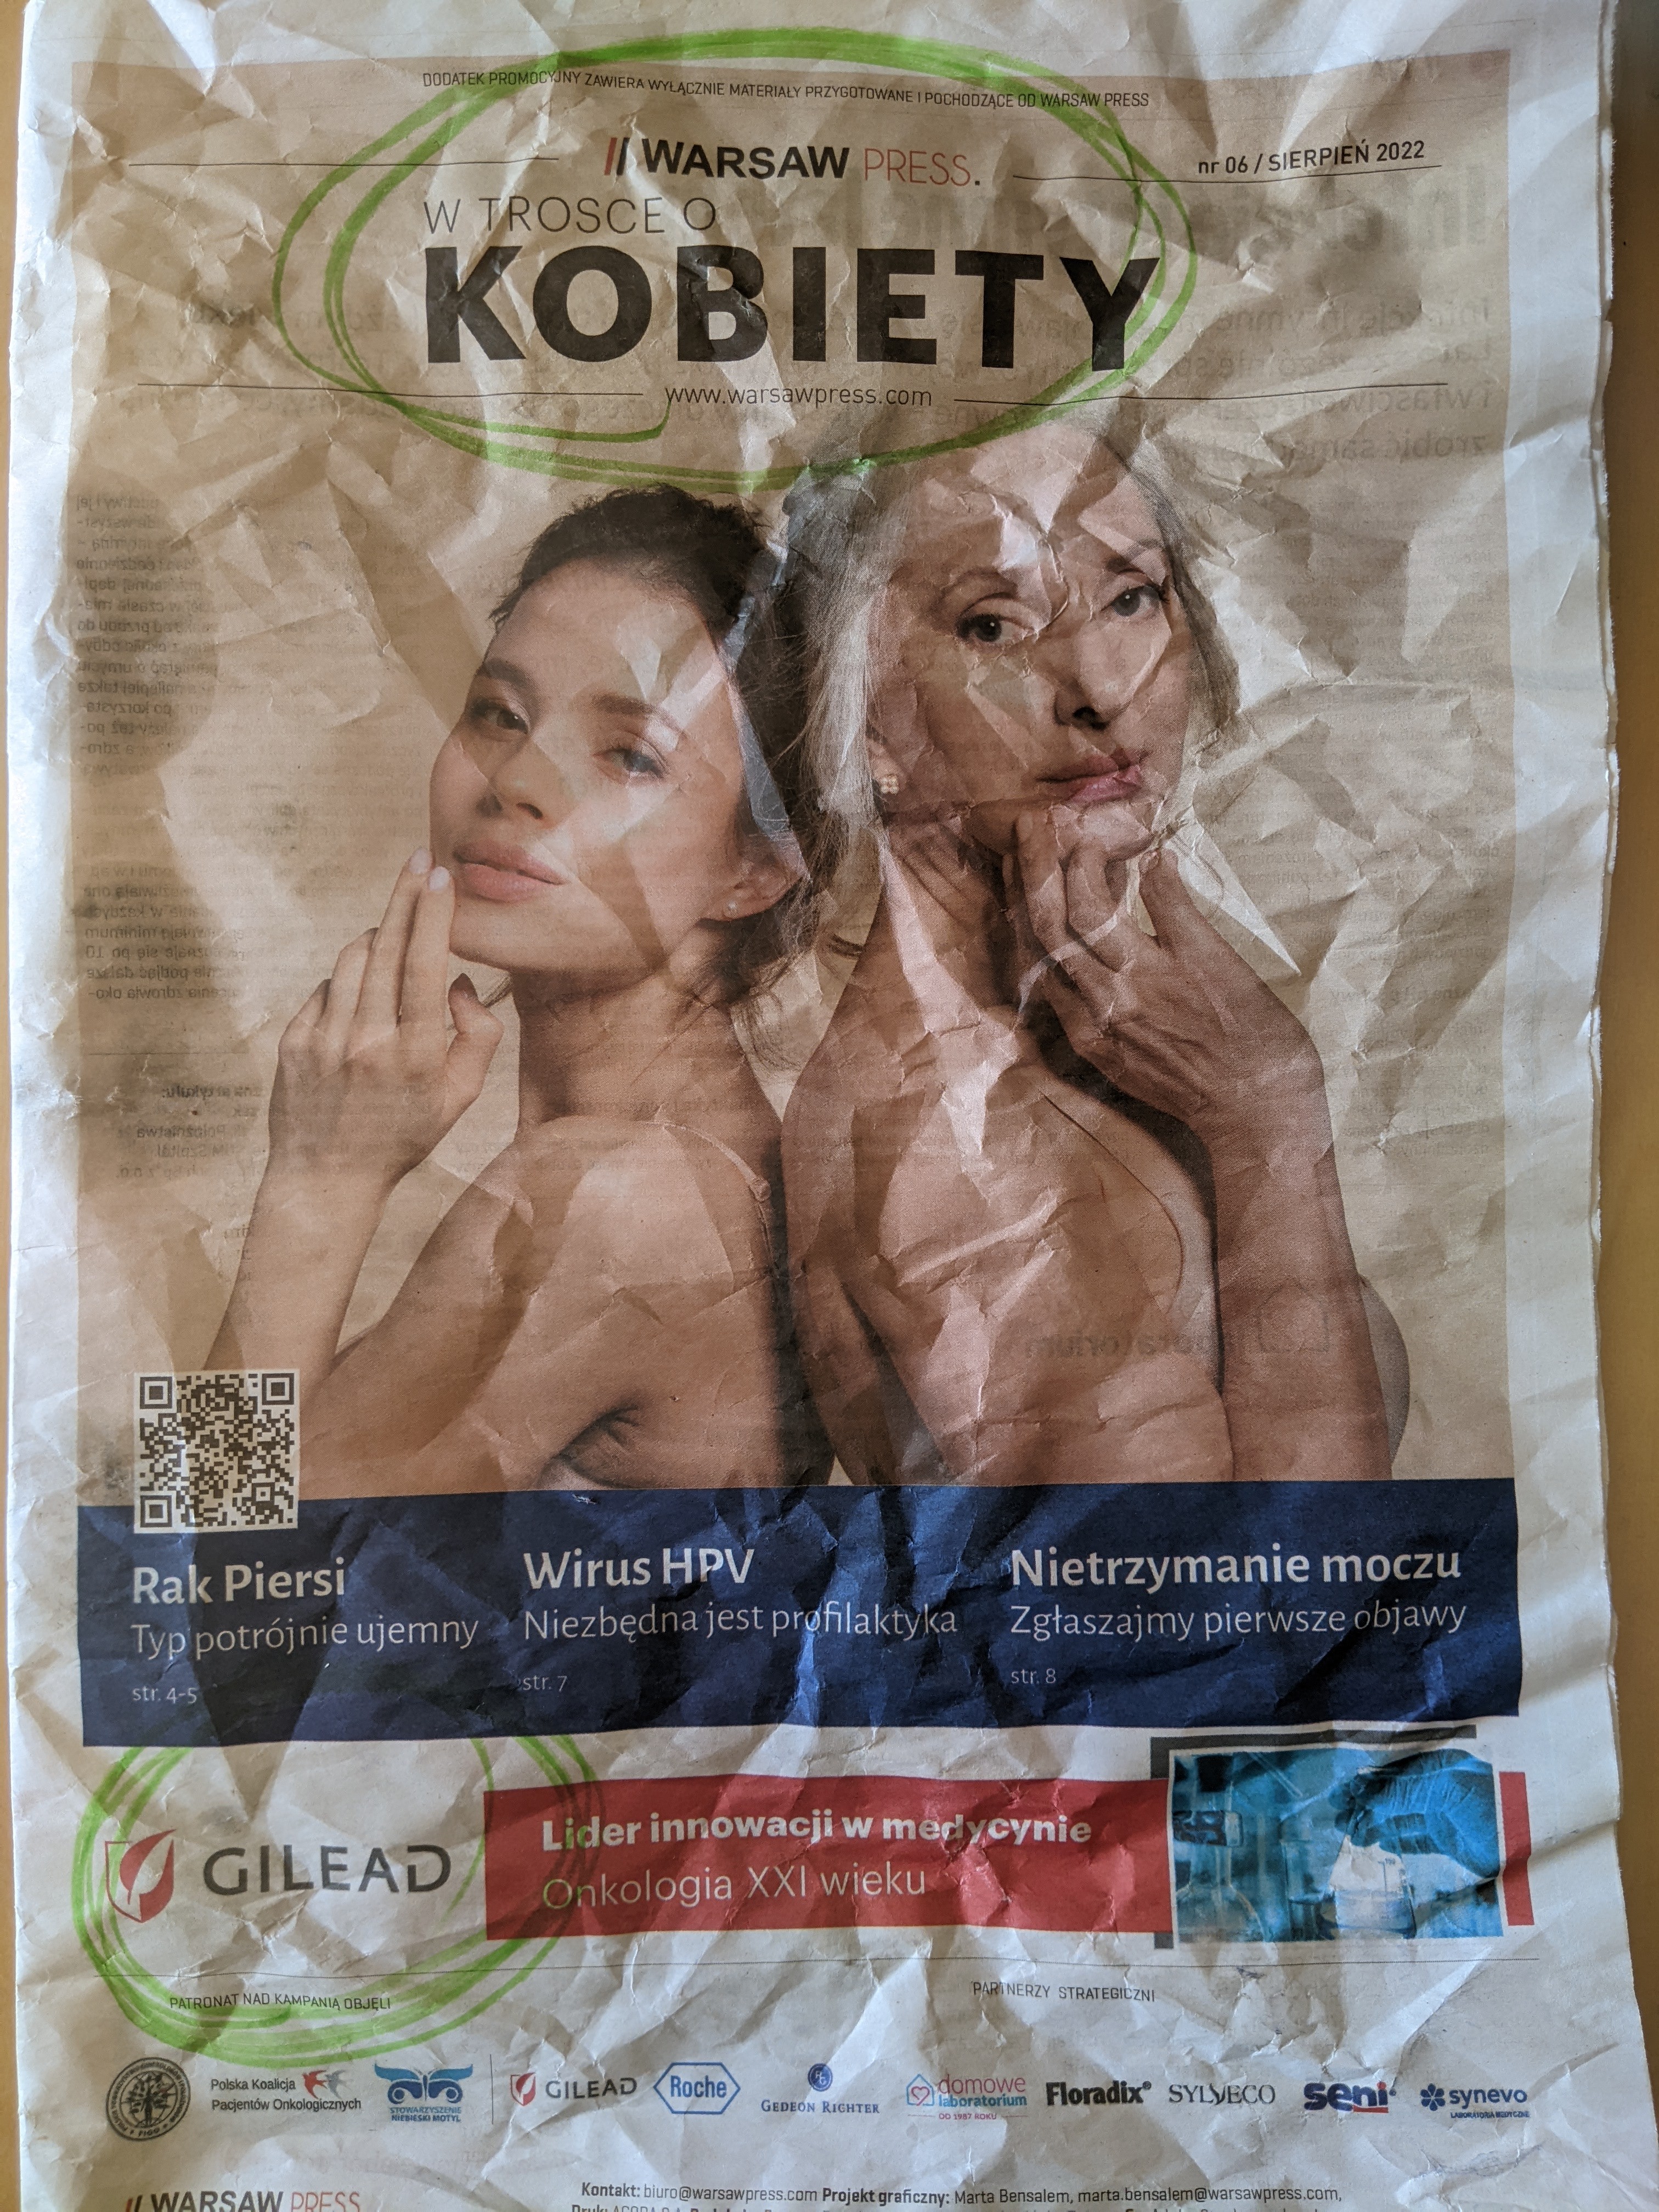 DODATEK PROMOCYJNY ZAWIERA WYŁĄCZNIE MATERIAŁY PRZYGOTOWANE I POCHODZĄCE OD WARSAW PRESS
// WARSAW PRESS.
nr 06 / SIERPIEŃ 2022
W TROSCE O
KOBIETY
www.warsawpress.com
Rak Piersi
Typ potrójnie ujemny
str. 4-5
Wirus HPV
Niezbędna jest profilaktyka
str. 7
Nietrzymanie moczu
Zgłaszajmy pierwsze objawy
str. 8
GILEAD
Lider innowacji w medycynie
Onkologia XXI wieku
PATRONAT NAD KAMPANIĄ OBJĘLI
PARTNERZY STRATEGICZNI
Polska Koalicja
Pacjentów Onkologicznych
STOWARZYSZENIE
NIEBIESKI MOTYL
GILEAD
Roche
GEDEON RICHTER
domowe
laboratorium
OD 1987 ROKU
Floradix®
SYLVECO
seni
synevo
LABORATORIA MEDYCZNE
// WARSAW PRESS
Kontakt: biuro@warsawpress.com Projekt graficzny: Marta Bensalem, marta.bensalem@warsawpress.com,